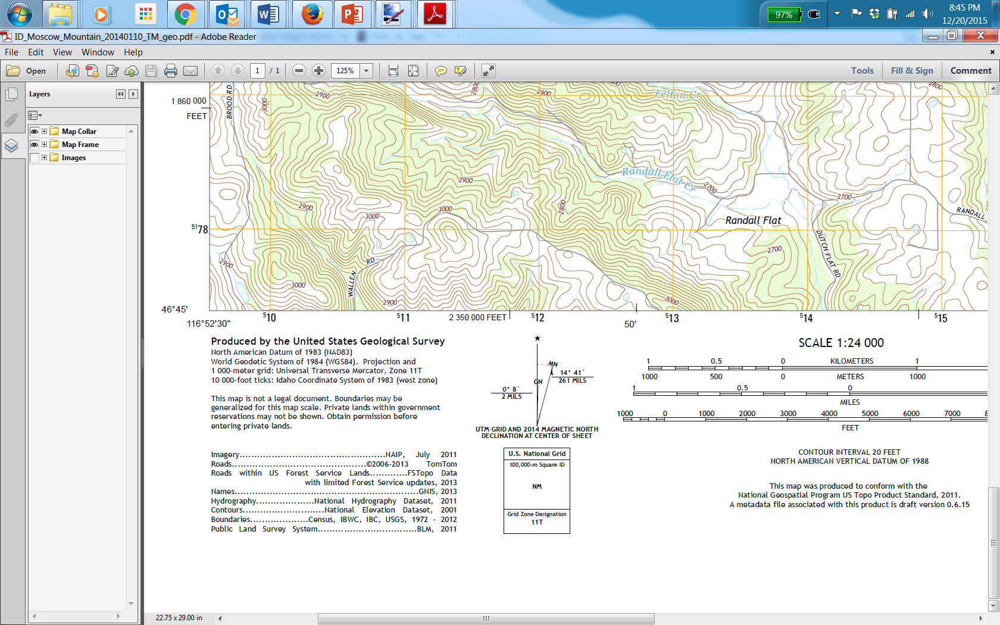 97%
8:45 PM
12/20/2015
ID_Moscow_Mountain_20140110_TM_geo.pdf - Adobe Reader
File Edit View Window Help
Open
1 / 1
125%
Tools Fill & Sign Comment
Layers
Map Collar
Map Frame
Images
1 860 000
FEET
BROOD RD
3000
2900
2800
2900
Felton Cr
2800
2900
Randall Flat Cr
2700
2700
2900
3000
3000
2800
Randall Flat
RANDALL
5178
DUTCH FLAT RD
2700
2900
WALLEN RD
3000
2900
3000
46°45'
116°52'30"
510
511
2 350 000 FEET
512
50'
513
514
515
Produced by the United States Geological Survey
North American Datum of 1983 (NAD83)
World Geodetic System of 1984 (WGS84). Projection and
1 000-meter grid: Universal Transverse Mercator, Zone 11T
10 000-foot ticks: Idaho Coordinate System of 1983 (west zone)
This map is not a legal document. Boundaries may be
generalized for this map scale. Private lands within government
reservations may not be shown. Obtain permission before
entering private lands.
Imagery..............................................NAIP, July 2011
Roads..........................................©2006-2013 TomTom
Roads within US Forest Service Lands.............FSTopo Data
with limited Forest Service updates, 2013
Names..............................................................GNIS, 2013
Hydrography....................National Hydrography Dataset, 2011
Contours............................National Elevation Dataset, 2001
Boundaries....................Census, IBWC, IBC, USGS, 1972 - 2012
Public Land Survey System..................................BLM, 2011
★
MN
GN
14° 41´
261 MILS
0° 8´
2 MILS
UTM GRID AND 2014 MAGNETIC NORTH
DECLINATION AT CENTER OF SHEET
U.S. National Grid
100,000-m Square ID
NM
Grid Zone Designation
11T
SCALE 1:24 000
1 0.5 0 KILOMETERS 1
1000 500 0 METERS 1000
1 0.5 0
MILES
1000 0 1000 2000 3000 4000 5000 6000 7000
FEET
CONTOUR INTERVAL 20 FEET
NORTH AMERICAN VERTICAL DATUM OF 1988
This map was produced to conform with the
National Geospatial Program US Topo Product Standard, 2011.
A metadata file associated with this product is draft version 0.6.15
22.75 x 29.00 in